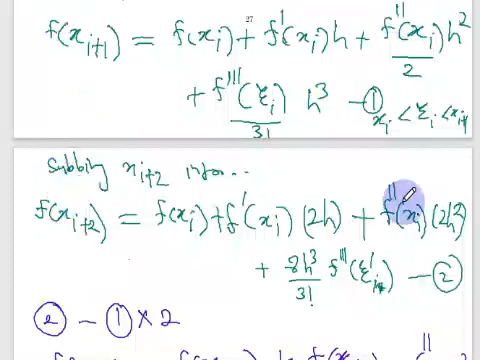 27
f(x_{i+1}) = f(x_i) + f'(x_i)h + f''(x_i)h^2/2
+ f'''(ξ_i)/3! h^3 — ① x_i < ξ_i < x_{i+1}
Subbing x_{i+2} into...
f(x_{i+2}) = f(x_i) + f'(x_i)(2h) + f''(x_i)(2h^2)
+ 8h^3/3! f'''(ξ_i') — ②
② - ① × 2